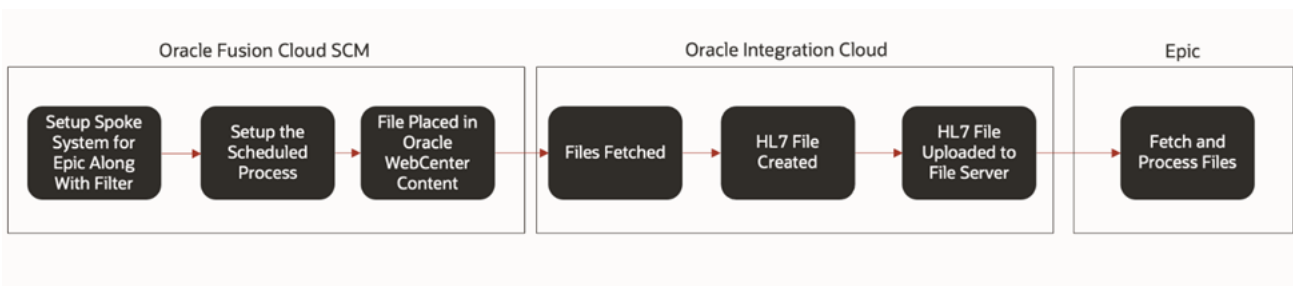 Oracle Fusion Cloud SCM
Oracle Integration Cloud
Epic
Setup Spoke
System for
Epic Along
With Filter
Setup the
Scheduled
Process
File Placed in
Oracle
WebCenter
Content
Files Fetched
HL7 File
Created
HL7 File
Uploaded to
File Server
Fetch and
Process Files